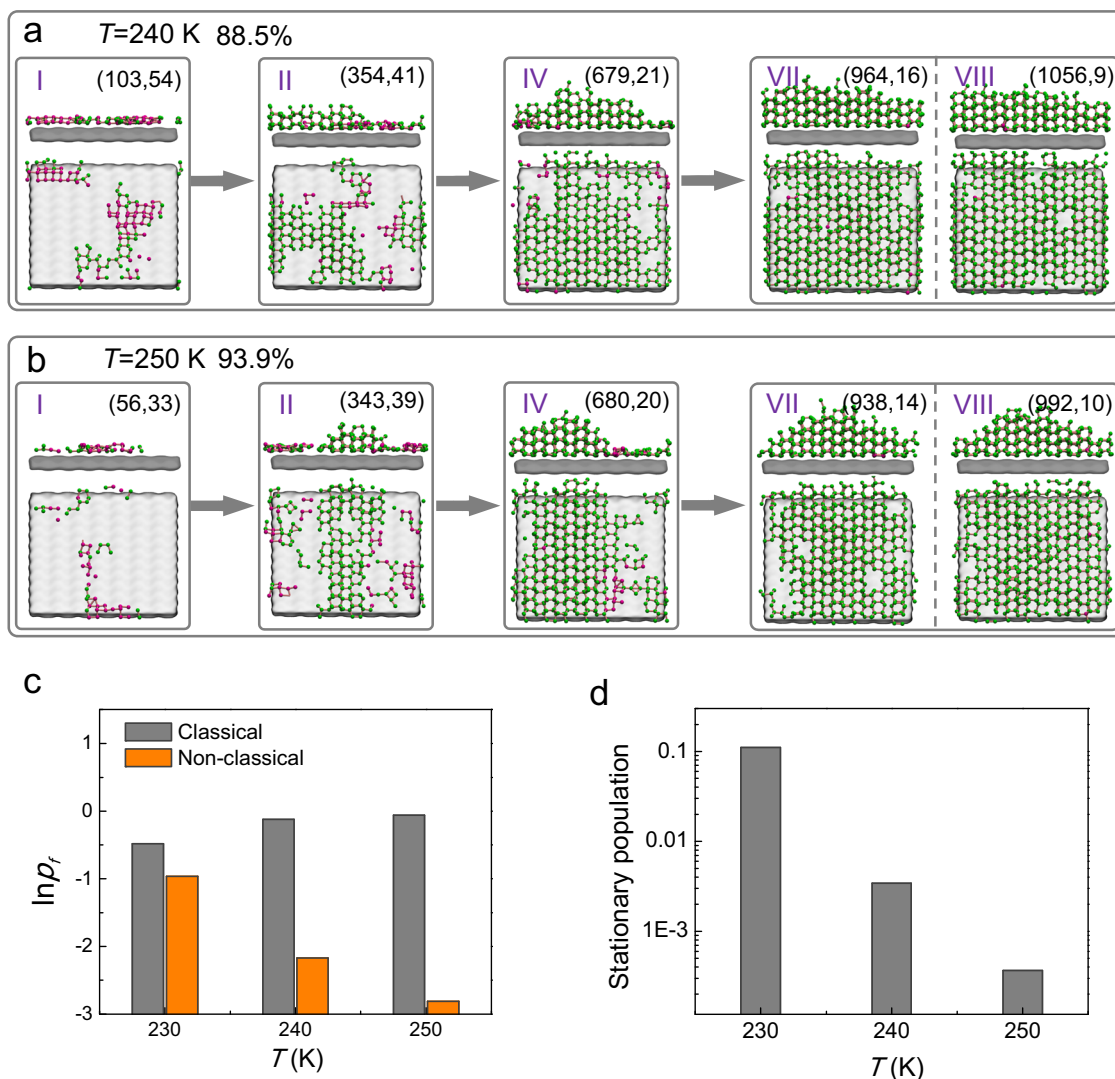 a
T=240 K 88.5%
I (103,54)
II (354,41)
IV (679,21)
VII (964,16)
VIII (1056,9)
b
T=250 K 93.9%
I (56,33)
II (343,39)
IV (680,20)
VII (938,14)
VIII (992,10)
c
Classical
Non-classical
1
0
-1
-2
-3
lnp_f
230 240 250
T (K)
d
0.1
0.01
1E-3
Stationary population
230 240 250
T (K)